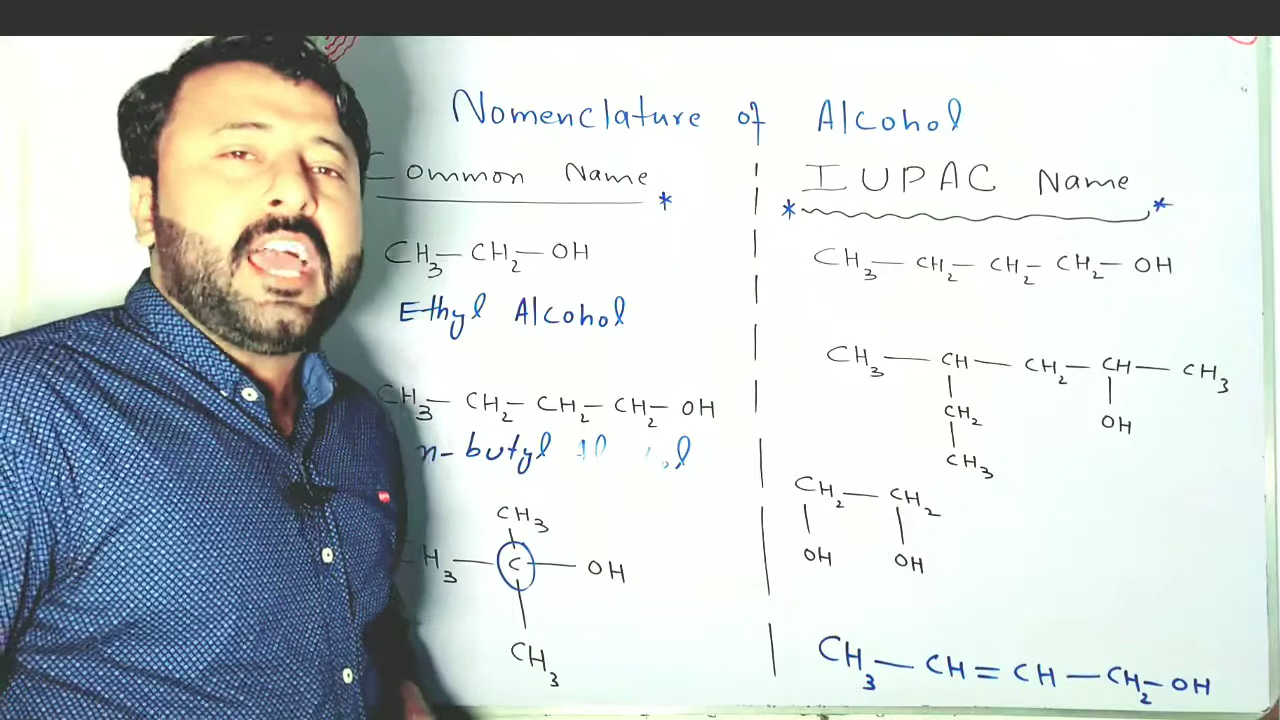 Nomenclature of Alcohol
Common Name *
CH3—CH2—OH
Ethyl Alcohol
CH3—CH2—CH2—CH2—OH
n-butyl
CH3
CH3—C—OH
CH3
* IUPAC Name *
CH3—CH2—CH2—CH2—OH
CH3—CH—CH2—CH—CH3
CH2 OH
CH3
CH2—CH2
OH OH
CH3—CH=CH—CH2—OH